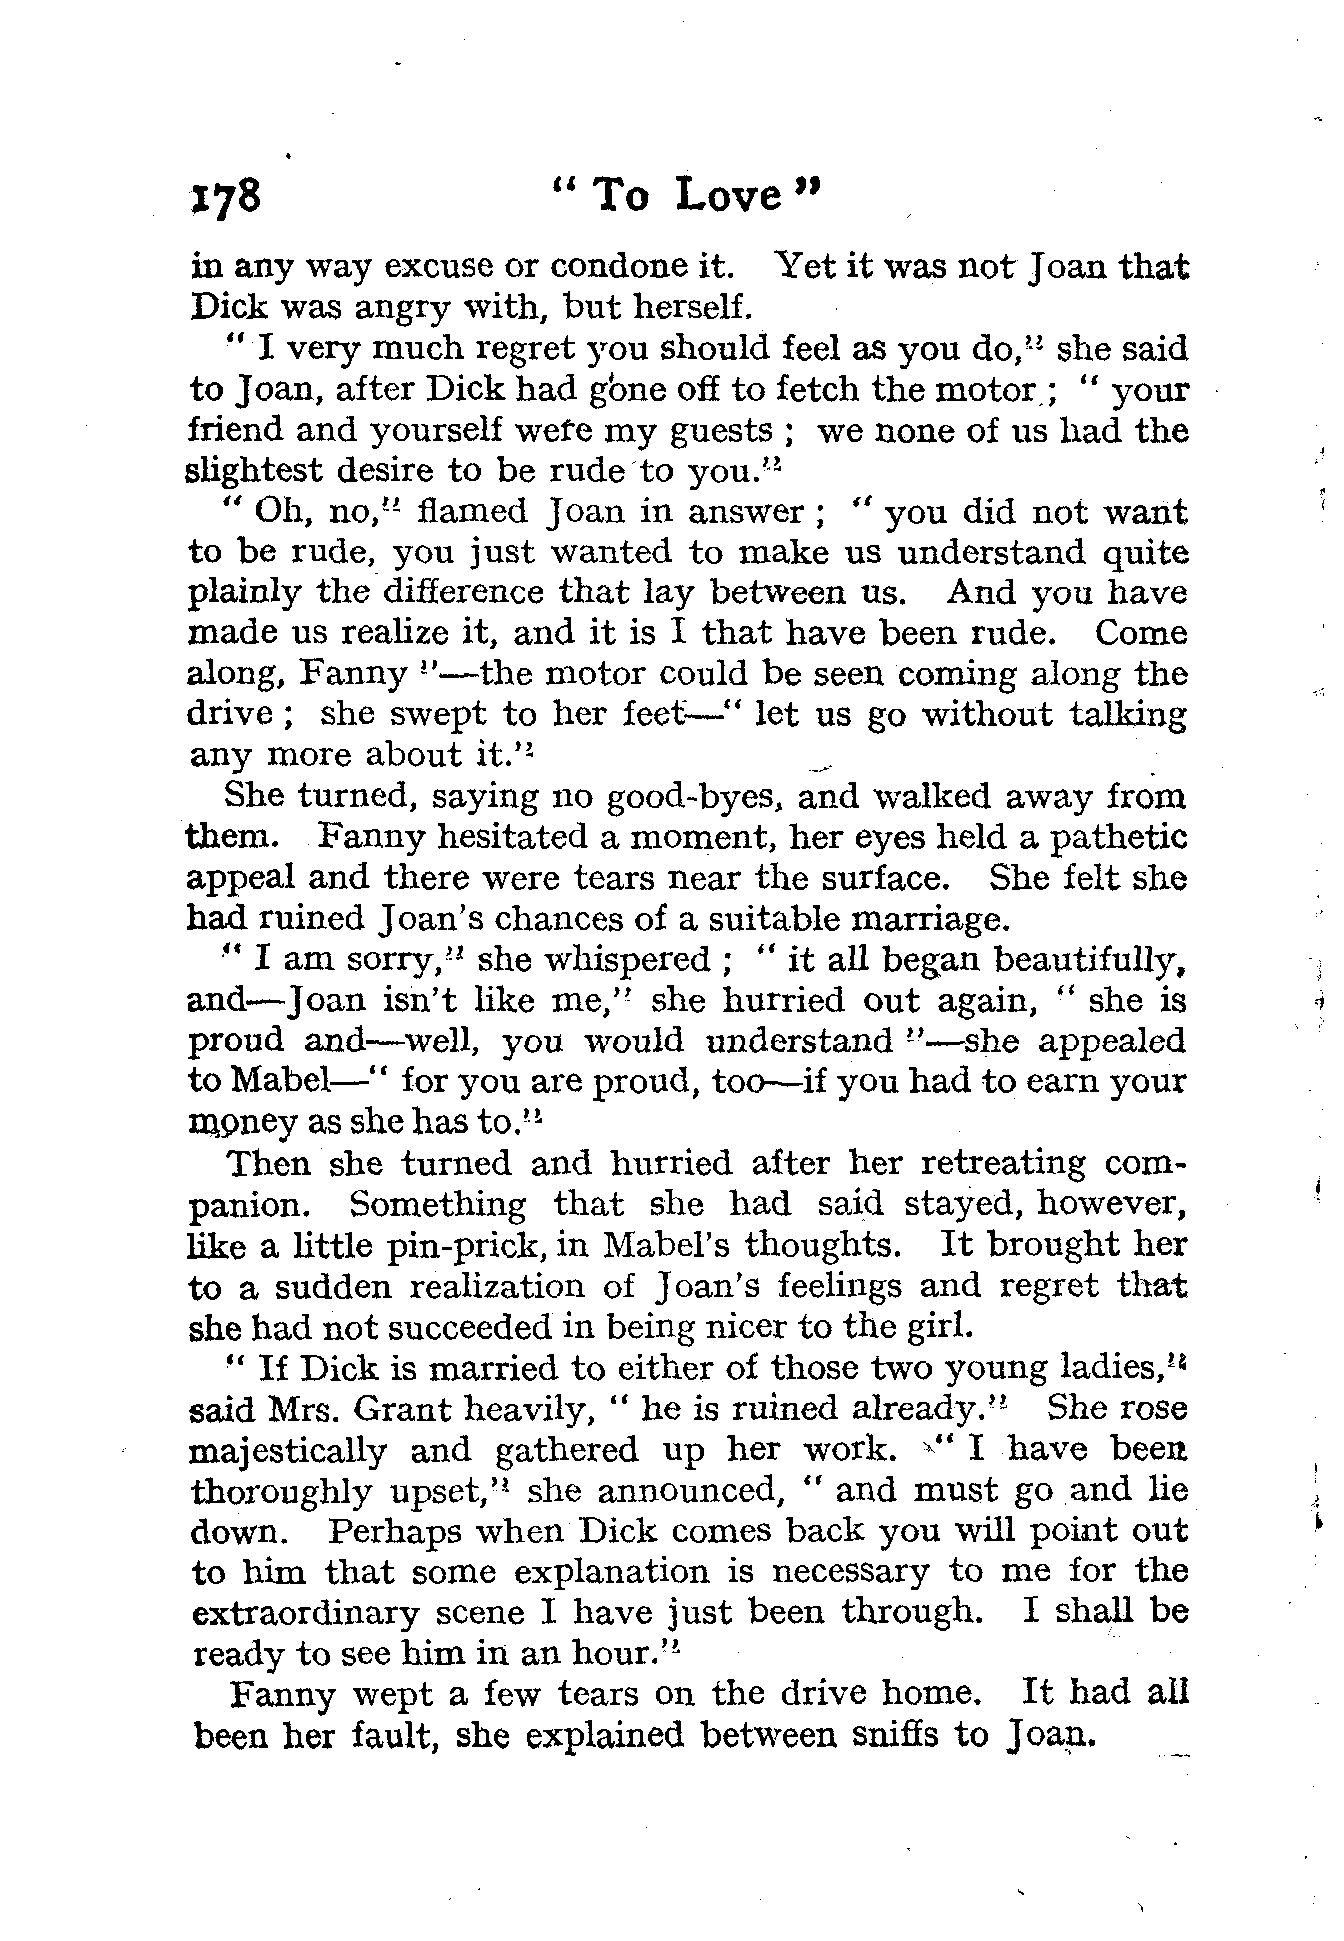 178 “ To Love ”
in any way excuse or condone it. Yet it was not Joan that
Dick was angry with, but herself.
“ I very much regret you should feel as you do,” she said
to Joan, after Dick had gone off to fetch the motor ; “ your
friend and yourself were my guests ; we none of us had the
slightest desire to be rude to you.”
“ Oh, no,” flamed Joan in answer ; “ you did not want
to be rude, you just wanted to make us understand quite
plainly the difference that lay between us. And you have
made us realize it, and it is I that have been rude. Come
along, Fanny ”—the motor could be seen coming along the
drive ; she swept to her feet—“ let us go without talking
any more about it.”
She turned, saying no good-byes, and walked away from
them. Fanny hesitated a moment, her eyes held a pathetic
appeal and there were tears near the surface. She felt she
had ruined Joan’s chances of a suitable marriage.
“ I am sorry,” she whispered ; “ it all began beautifully,
and—Joan isn’t like me,” she hurried out again, “ she is
proud and—well, you would understand ”—she appealed
to Mabel—“ for you are proud, too—if you had to earn your
money as she has to.”
Then she turned and hurried after her retreating com-
panion. Something that she had said stayed, however,
like a little pin-prick, in Mabel’s thoughts. It brought her
to a sudden realization of Joan’s feelings and regret that
she had not succeeded in being nicer to the girl.
“ If Dick is married to either of those two young ladies,”
said Mrs. Grant heavily, “ he is ruined already.” She rose
majestically and gathered up her work. “ I have been
thoroughly upset,” she announced, “ and must go and lie
down. Perhaps when Dick comes back you will point out
to him that some explanation is necessary to me for the
extraordinary scene I have just been through. I shall be
ready to see him in an hour.”
Fanny wept a few tears on the drive home. It had all
been her fault, she explained between sniffs to Joan.